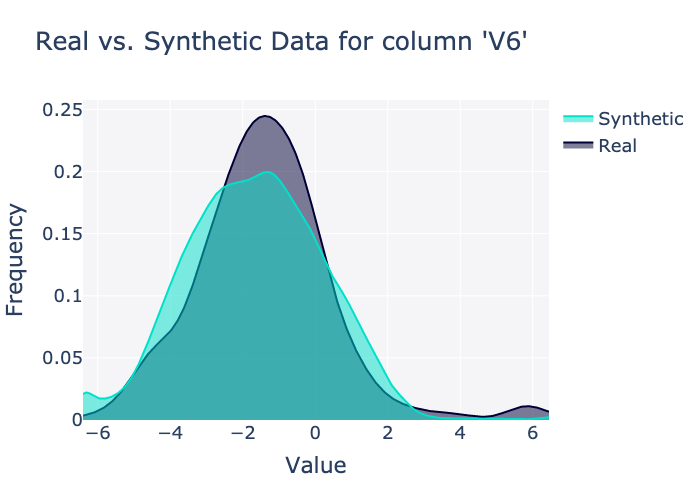 Real vs. Synthetic Data for column 'V6'
Synthetic
Real
Frequency
0.25
0.2
0.15
0.1
0.05
0
−6
−4
−2
0
2
4
6
Value